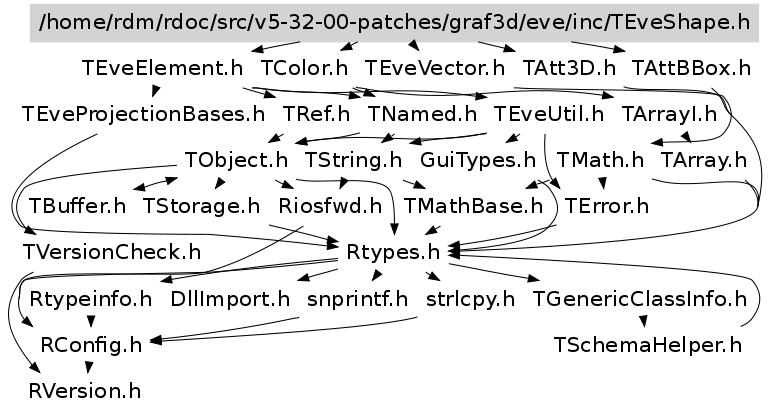 /home/rdm/rdoc/src/v5-32-00-patches/graf3d/eve/inc/TEveShape.h
TEveElement.h TColor.h TEveVector.h TAtt3D.h TAttBBox.h
TEveProjectionBases.h TRef.h TNamed.h TEveUtil.h TArrayI.h
TObject.h TString.h GuiTypes.h TMath.h TArray.h
TBuffer.h TStorage.h Riosfwd.h TMathBase.h TError.h
TVersionCheck.h Rtypes.h
Rtypeinfo.h DllImport.h snprintf.h strlcpy.h TGenericClassInfo.h
RConfig.h TSchemaHelper.h
RVersion.h